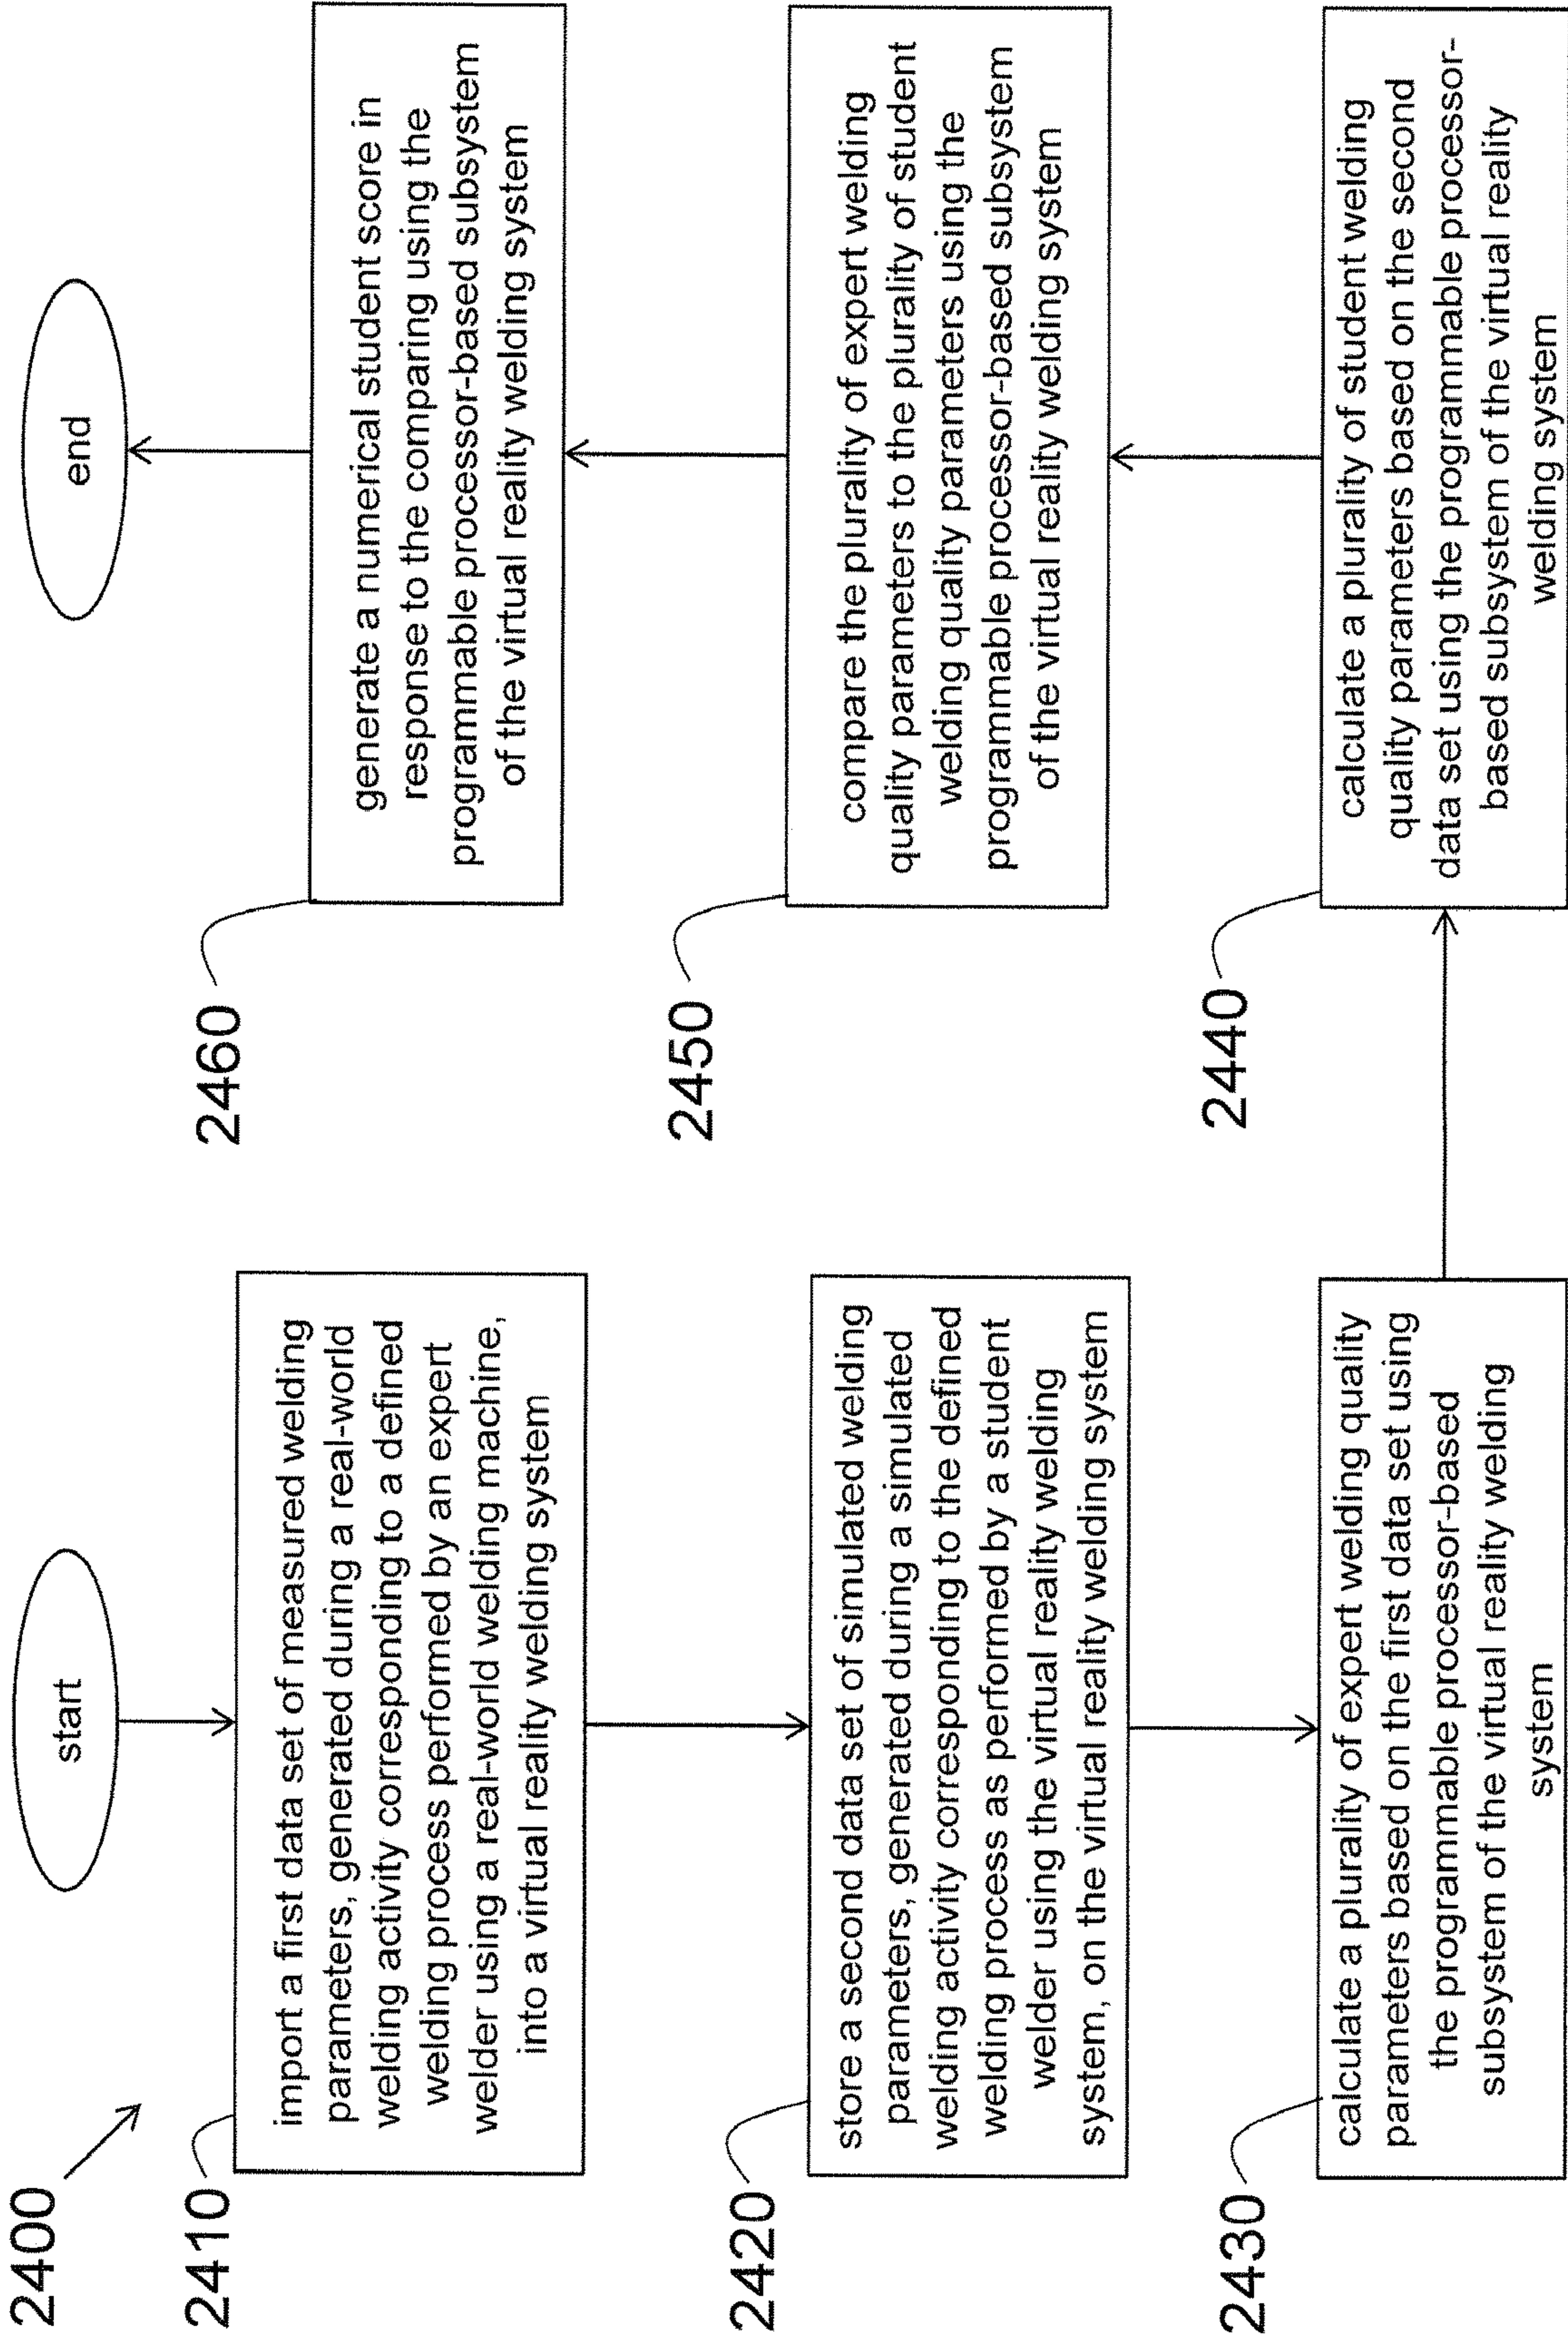 2400
start
2410
import a first data set of measured welding
parameters, generated during a real-world
welding activity corresponding to a defined
welding process performed by an expert
welder using a real-world welding machine,
into a virtual reality welding system
2420
store a second data set of simulated welding
parameters, generated during a simulated
welding activity corresponding to the defined
welding process as performed by a student
welder using the virtual reality welding
system, on the virtual reality welding system
2430
calculate a plurality of expert welding quality
parameters based on the first data set using
the programmable processor-based
subsystem of the virtual reality welding
system
2440
calculate a plurality of student welding
quality parameters based on the second
data set using the programmable processor-
based subsystem of the virtual reality
welding system
2450
compare the plurality of expert welding
quality parameters to the plurality of student
welding quality parameters using the
programmable processor-based subsystem
of the virtual reality welding system
2460
generate a numerical student score in
response to the comparing using the
programmable processor-based subsystem
of the virtual reality welding system
end